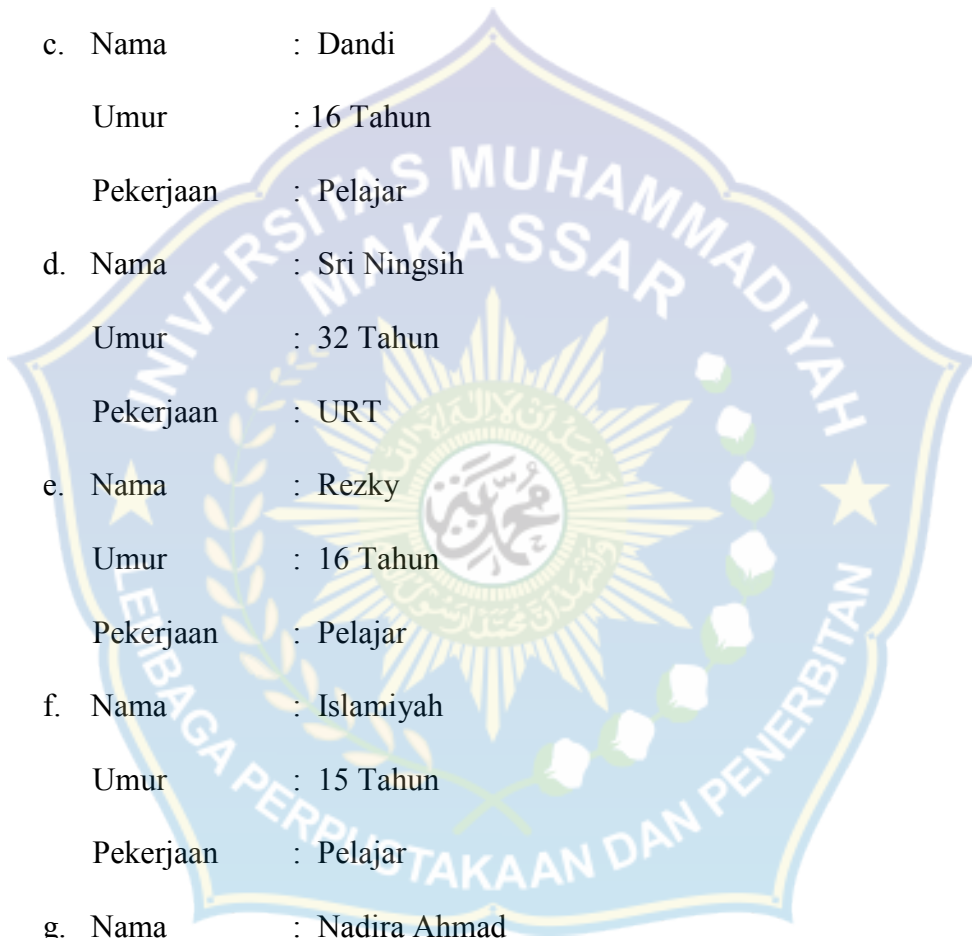 c. Nama : Dandi
Umur : 16 Tahun
Pekerjaan : Pelajar
d. Nama : Sri Ningsih
Umur : 32 Tahun
Pekerjaan : URT
e. Nama : Rezky
Umur : 16 Tahun
Pekerjaan : Pelajar
f. Nama : Islamiyah
Umur : 15 Tahun
Pekerjaan : Pelajar
g. Nama : Nadira Ahmad
UNIVERSITAS MUHAMMADIYAH
MAKASSAR
LEMBAGA PERPUSTAKAAN DAN PENERBITAN